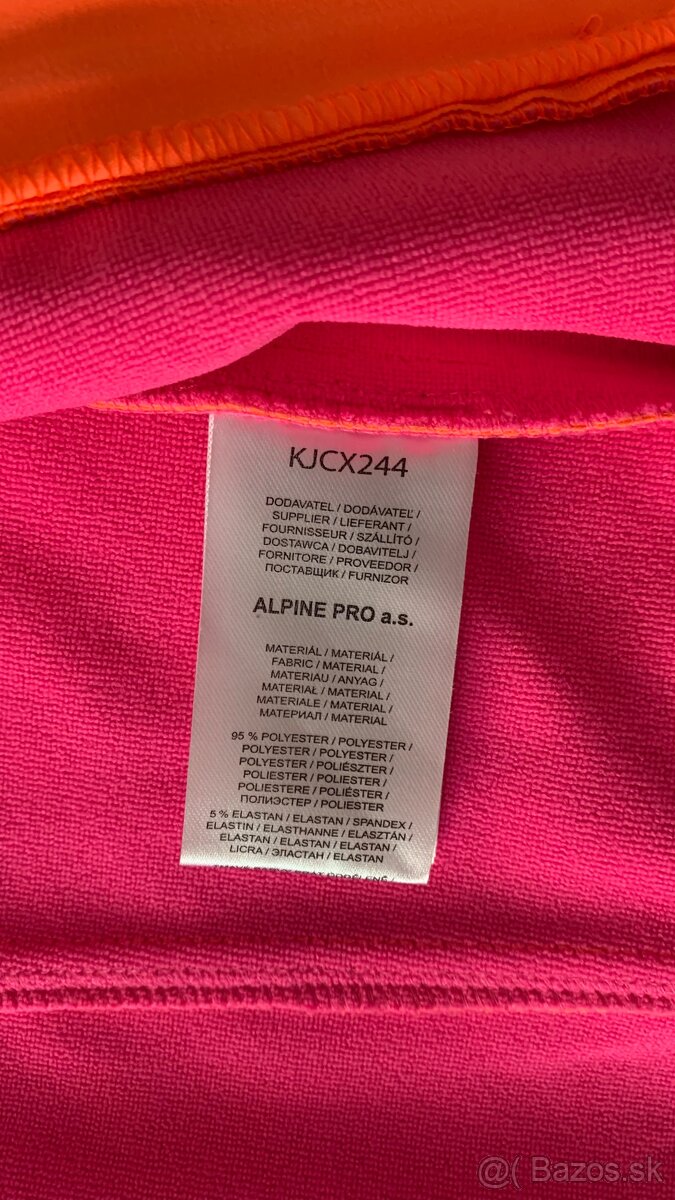 KJCX244
DODAVATEL / DODÁVATEĽ /
SUPPLIER / LIEFERANT /
FOURNISSEUR / SZÁLLÍTÓ /
DOSTAWCA / DOBAVITELJ /
FORNITORE / PROVEEDOR /
ПОСТАВЩИК / FURNIZOR
ALPINE PRO a.s.
MATERIÁL / MATERIÁL /
FABRIC / MATERIAL /
MATERIAU / ANYAG /
MATERIAŁ / MATERIAL /
MATERIALE / MATERIAL /
МАТЕРИАЛ / MATERIAL
95 % POLYESTER / POLYESTER /
POLYESTER / POLYESTER /
POLYESTER / POLIÉSZTER /
POLIESTER / POLIESTER /
POLIESTERE / POLIÉSTER /
ПОЛИЭСТЕР / POLIESTER
5 % ELASTAN / ELASTAN / SPANDEX /
ELASTIN / ELASTHANNE / ELASZTÁN /
ELASTAN / ELASTAN / ELASTAN /
LICRA / ЭЛАСТАН / ELASTAN
@( Bazos.sk